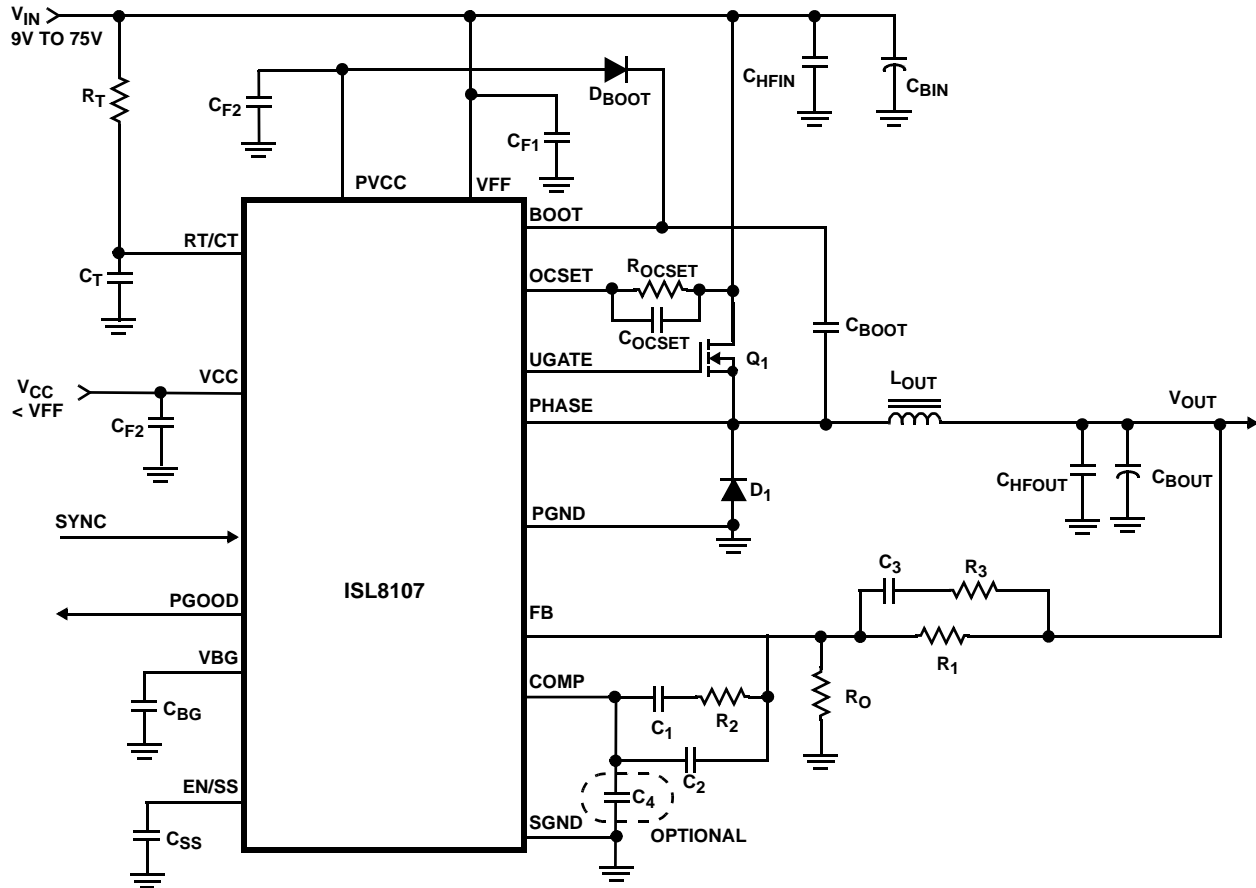 VIN
9V TO 75V
RT
CF2
DBOOT
CHFIN
CBIN
CF1
PVCC
VFF
BOOT
RT/CT
CT
OCSET
ROCSET
COCSET
CBOOT
UGATE
Q1
VCC
VCC
< VFF
LOUT
VOUT
PHASE
CF2
CHFOUT
CBOUT
D1
SYNC
PGND
ISL8107
C3
R3
PGOOD
FB
R1
VBG
COMP
CBG
C1
R2
RO
C2
EN/SS
C4
CSS
SGND
OPTIONAL